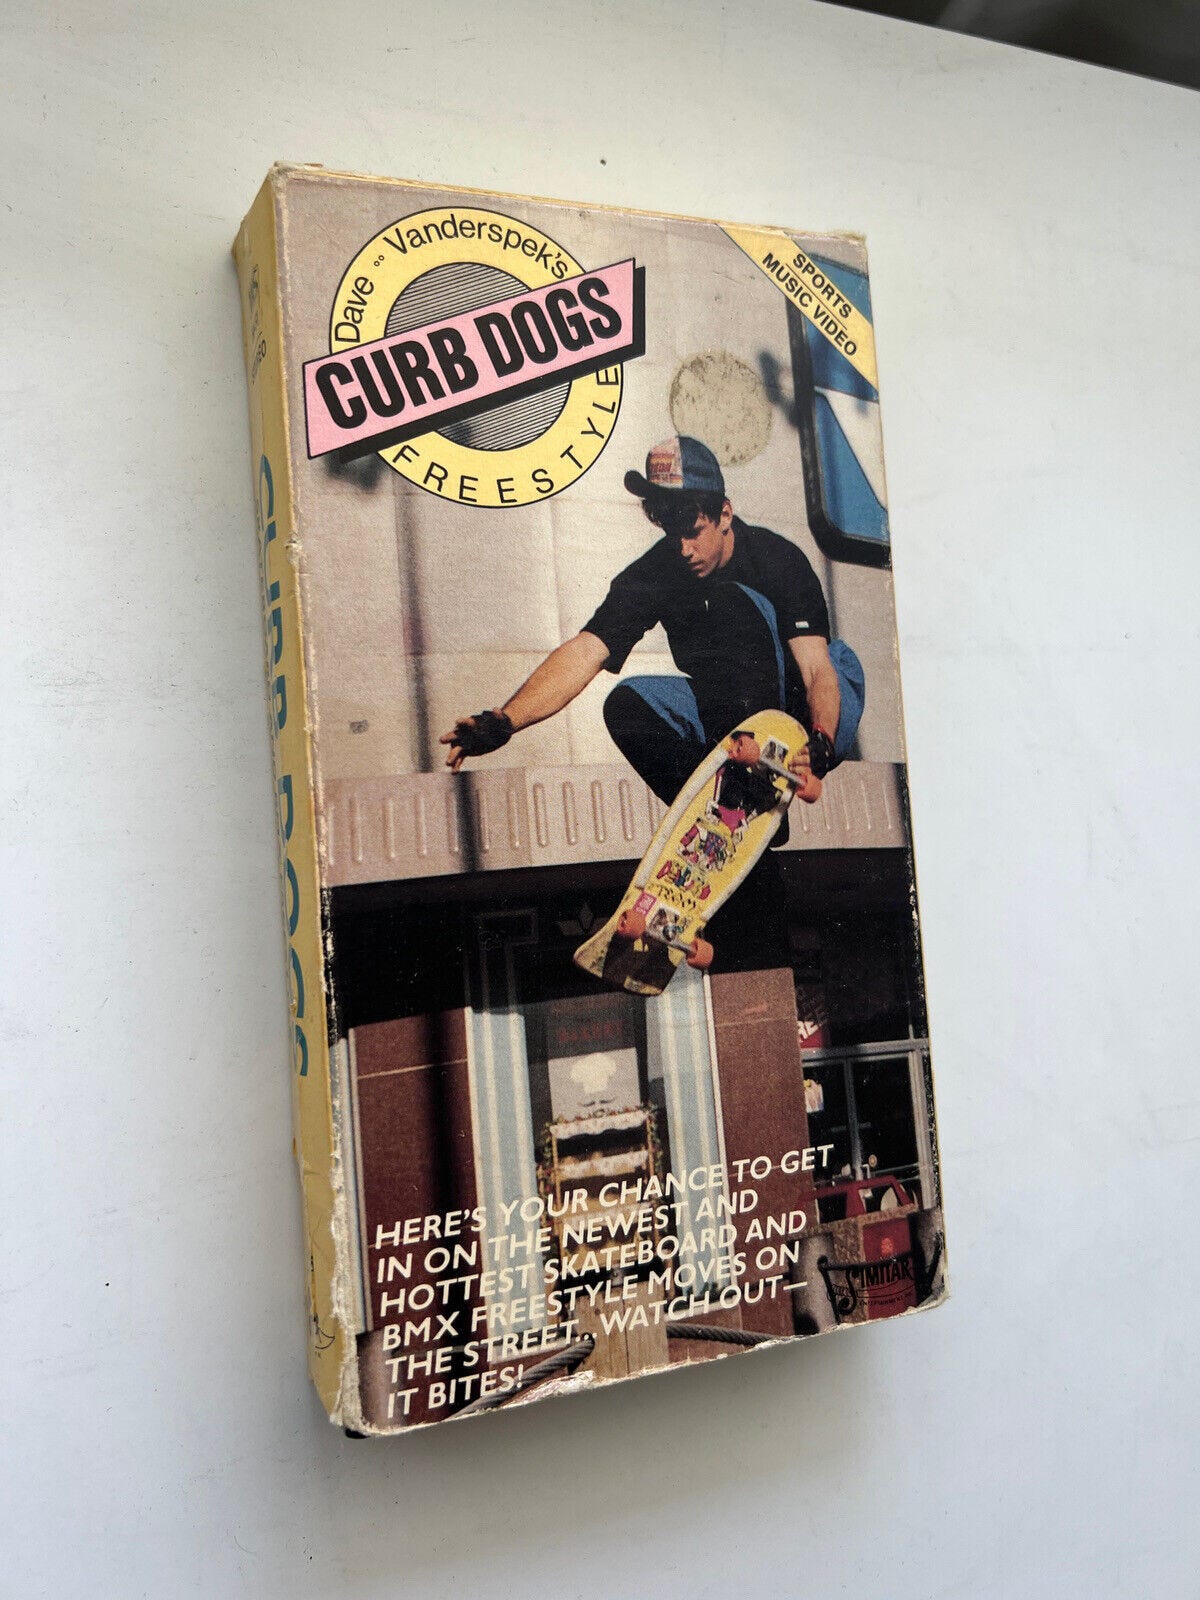 Dave Vanderspek's
CURB DOGS
FREESTYLE
SPORTS
MUSIC VIDEO
CURB DOGS
HERE'S YOUR CHANCE TO GET
IN ON THE NEWEST AND
HOTTEST SKATEBOARD AND
BMX FREESTYLE MOVES ON
THE STREET...WATCH OUT—
IT BITES!
SIMITAR